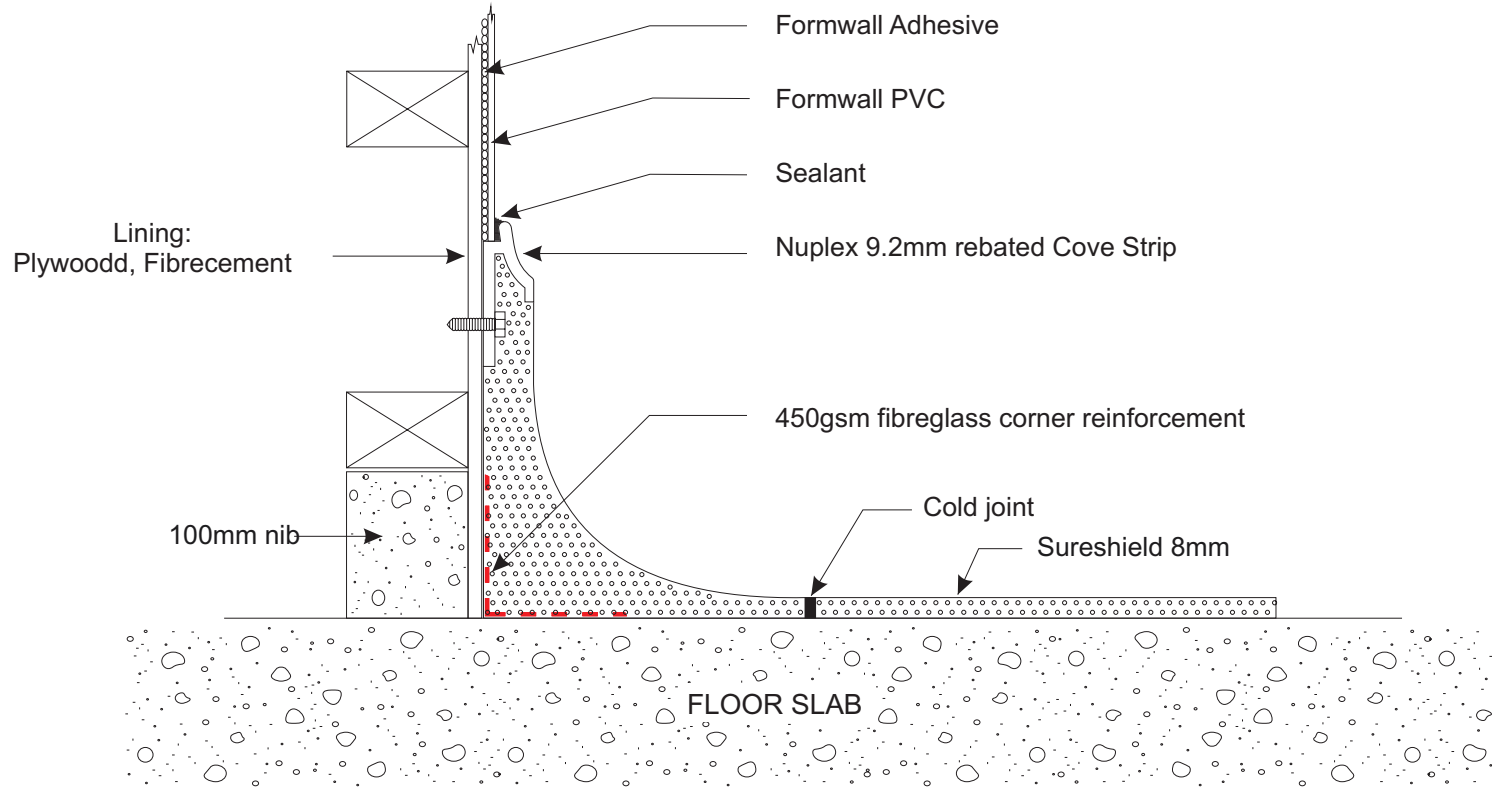 Formwall Adhesive
Formwall PVC
Sealant
Lining:
Plywoodd, Fibrecement
Nuplex 9.2mm rebated Cove Strip
450gsm fibreglass corner reinforcement
100mm nib
Cold joint
Sureshield 8mm
FLOOR SLAB